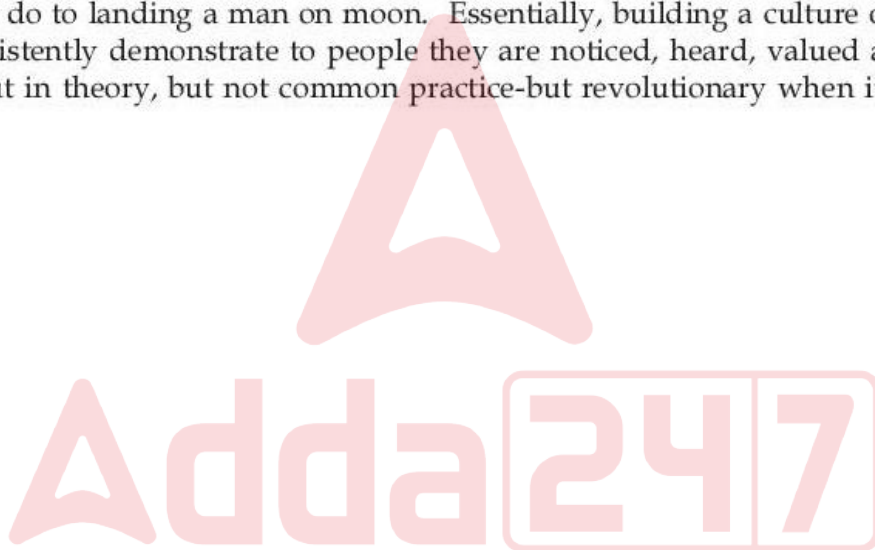 do to landing a man on moon. Essentially, building a culture
istently demonstrate to people they are noticed, heard, valued
in theory, but not common practice-but revolutionary when
Adda247